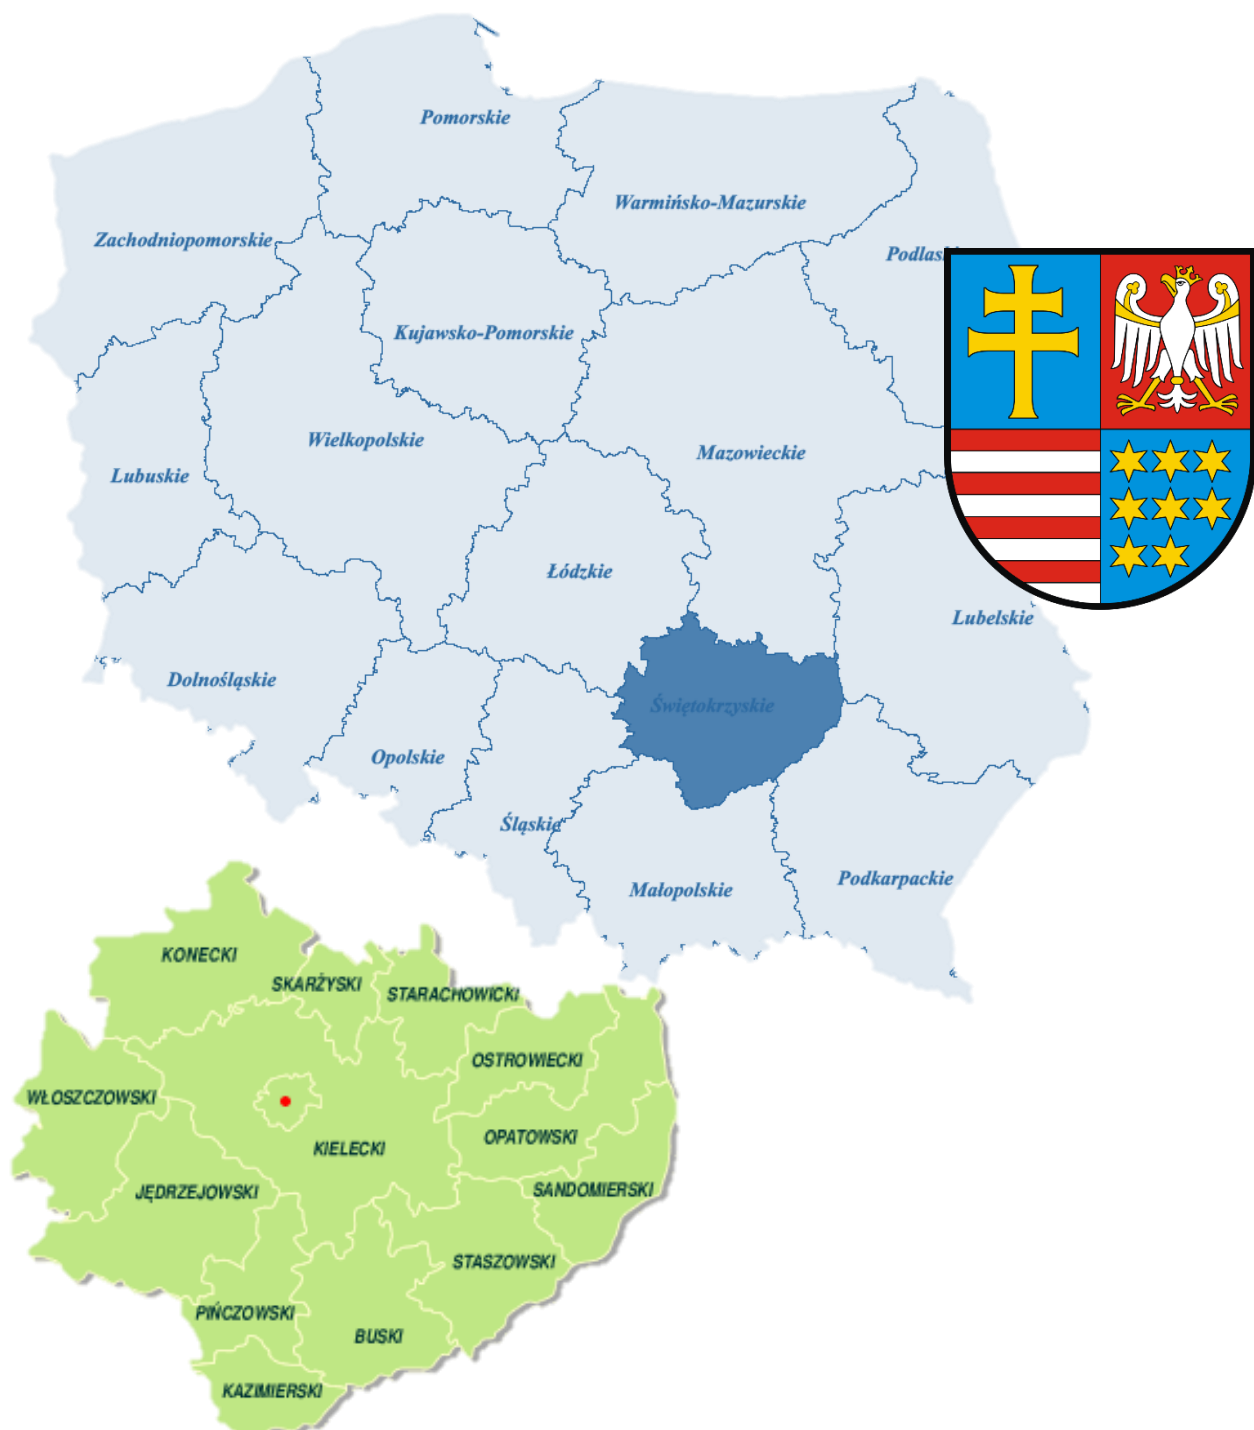 Pomorskie
Warmińsko-Mazurskie
Zachodniopomorskie
Podlas
Kujawsko-Pomorskie
Wielkopolskie
Mazowieckie
Lubuskie
Łódzkie
Lubelskie
Dolnośląskie
Świętokrzyskie
Opolskie
Śląskie
Małopolskie
Podkarpackie
KONECKI
SKARŻYSKI
STARACHOWICKI
OSTROWIECKI
WŁOSZCZOWSKI
OPATOWSKI
KIELECKI
JĘDRZEJOWSKI
SANDOMIERSKI
STASZOWSKI
PIŃCZOWSKI
BUSKI
KAZIMIERSKI